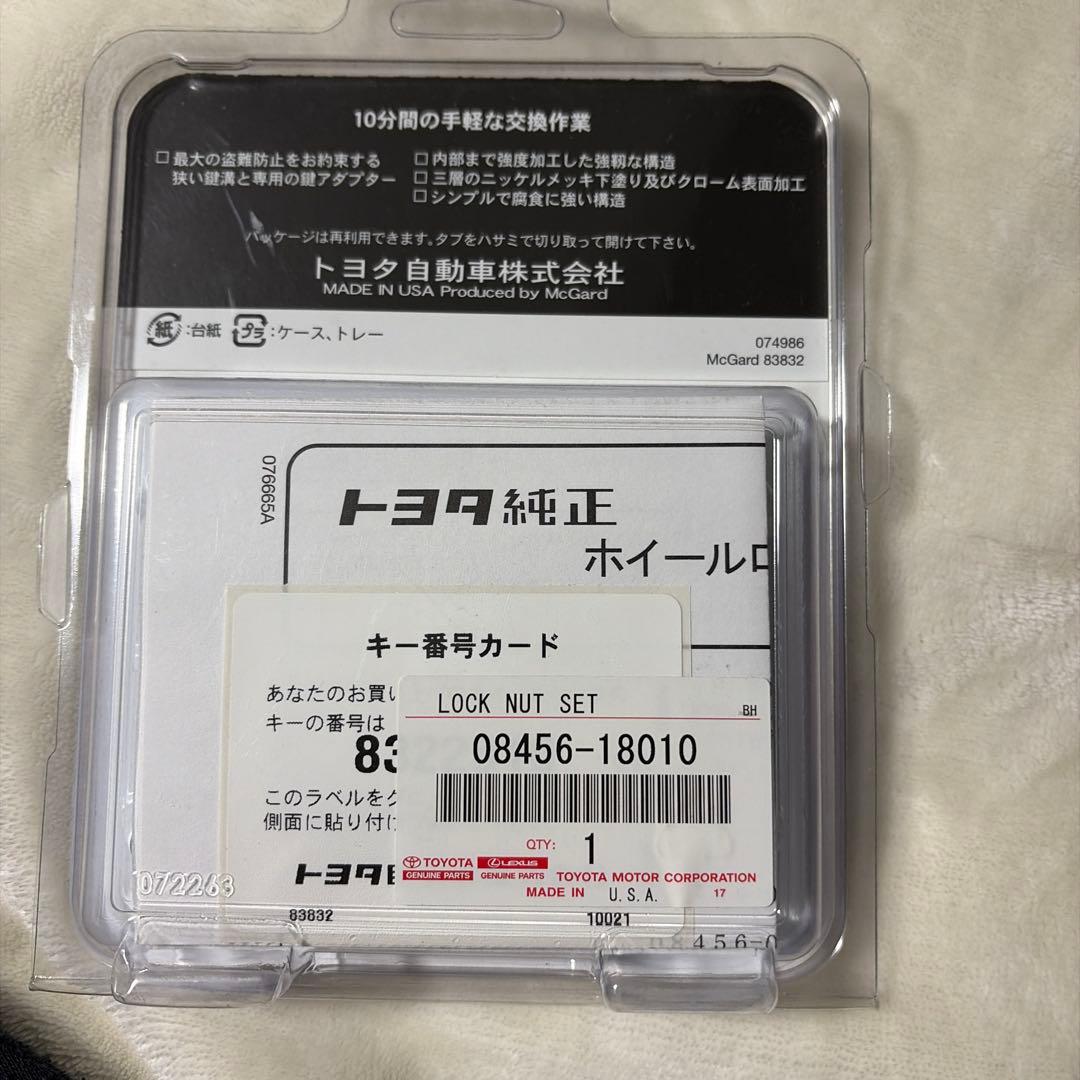 10分間の手軽な交換作業
□最大の盗難防止をお約束する
狭い鍵溝と専用の鍵アダプター
□内部まで強度加工した強靭な構造
□三層のニッケルメッキ下塗り及びクローム表面加工
□シンプルで腐食に強い構造
パッケージは再利用できます。タブをハサミで切り取って開けて下さい。
トヨタ自動車株式会社
MADE IN USA Produced by McGard
紙:台紙 プラ:ケース、トレー
074986
McGard 83832
076665A
トヨタ純正
ホイールロ
キー番号カード
あなたのお買い
キーの番号は
このラベルを
側面に貼り付け
トヨタ自
LOCK NUT SET
BH
08456-18010
QTY: 1
TOYOTA LEXUS
GENUINE PARTS GENUINE PARTS TOYOTA MOTOR CORPORATION
MADE IN U.S.A. 17
072263
83832
10021
08456-0